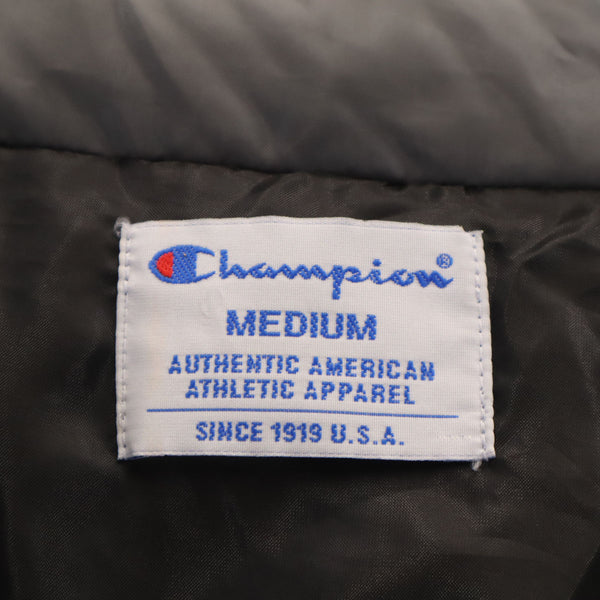 Champion®
MEDIUM
AUTHENTIC AMERICAN
ATHLETIC APPAREL
SINCE 1919 U.S.A.